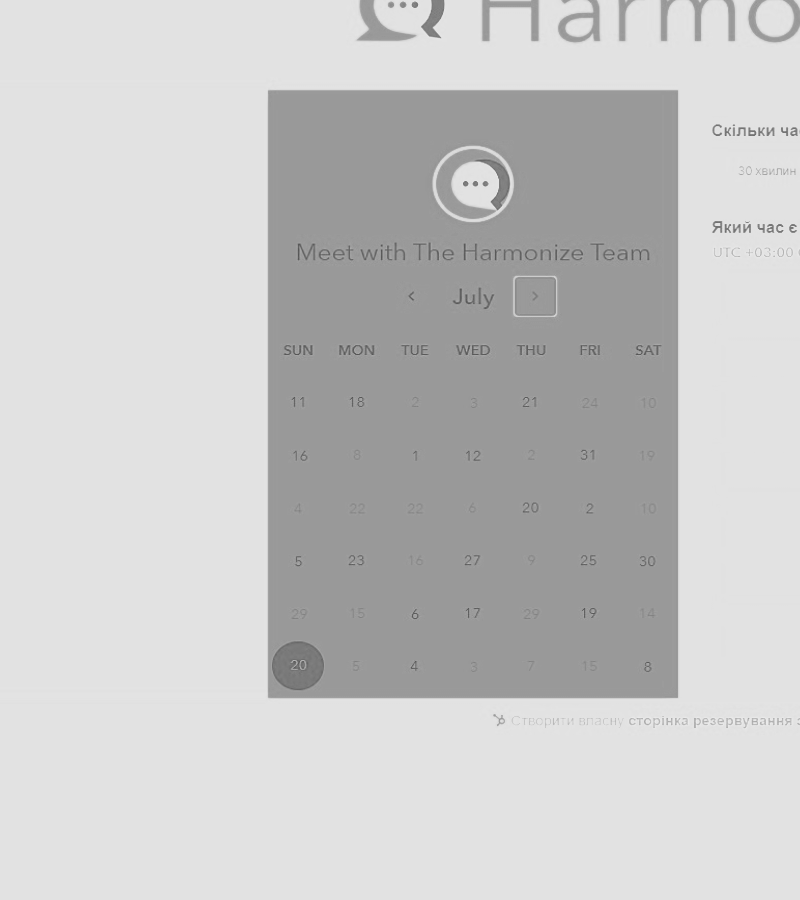 Harmo
Скільки ча
30 хвилин
Meet with The Harmonize Team
Який час є
UTC +03:00
July
SUN MON TUE WED THU FRI SAT
11 18 2 3 21 24 10
16 8 1 12 2 31 19
4 22 22 6 20 2 10
5 23 16 27 9 25 30
29 15 6 17 29 19 14
20 5 4 3 7 15 8
Створити власну сторінка резервування з